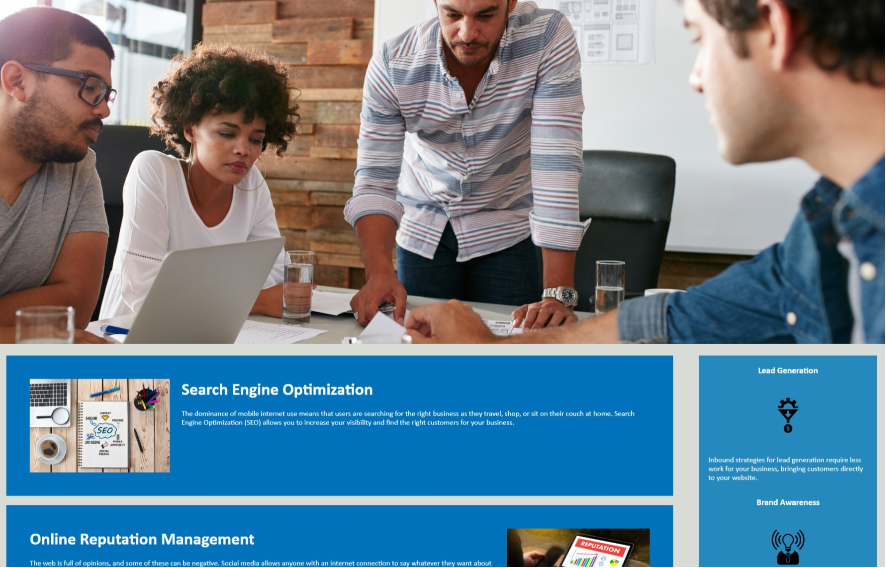 Search Engine Optimization
The dominance of mobile internet use means that users are searching for the right business as they travel, shop, or sit on their couch at home. Search
Engine Optimization (SEO) allows you to increase your visibility and find the right customers for your business.
SEO
Online Reputation Management
The web is full of opinions, and some of these can be negative. Social media allows anyone with an internet connection to say whatever they want about
REPUTATION
Lead Generation
Inbound strategies for lead generation require less
work for your business, bringing customers directly
to your website.
Brand Awareness